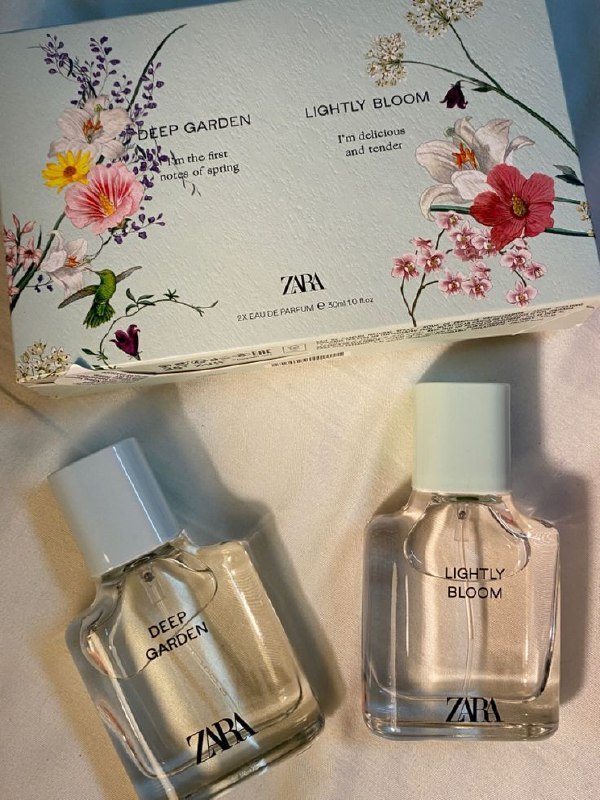 DEEP GARDEN
I'm the first
notes of spring
LIGHTLY BLOOM
I'm delicious
and tender
ZARA
2X EAU DE PARFUM ℮ 30ml 1.0 fl.oz
DEEP
GARDEN
ZARA
LIGHTLY
BLOOM
ZARA